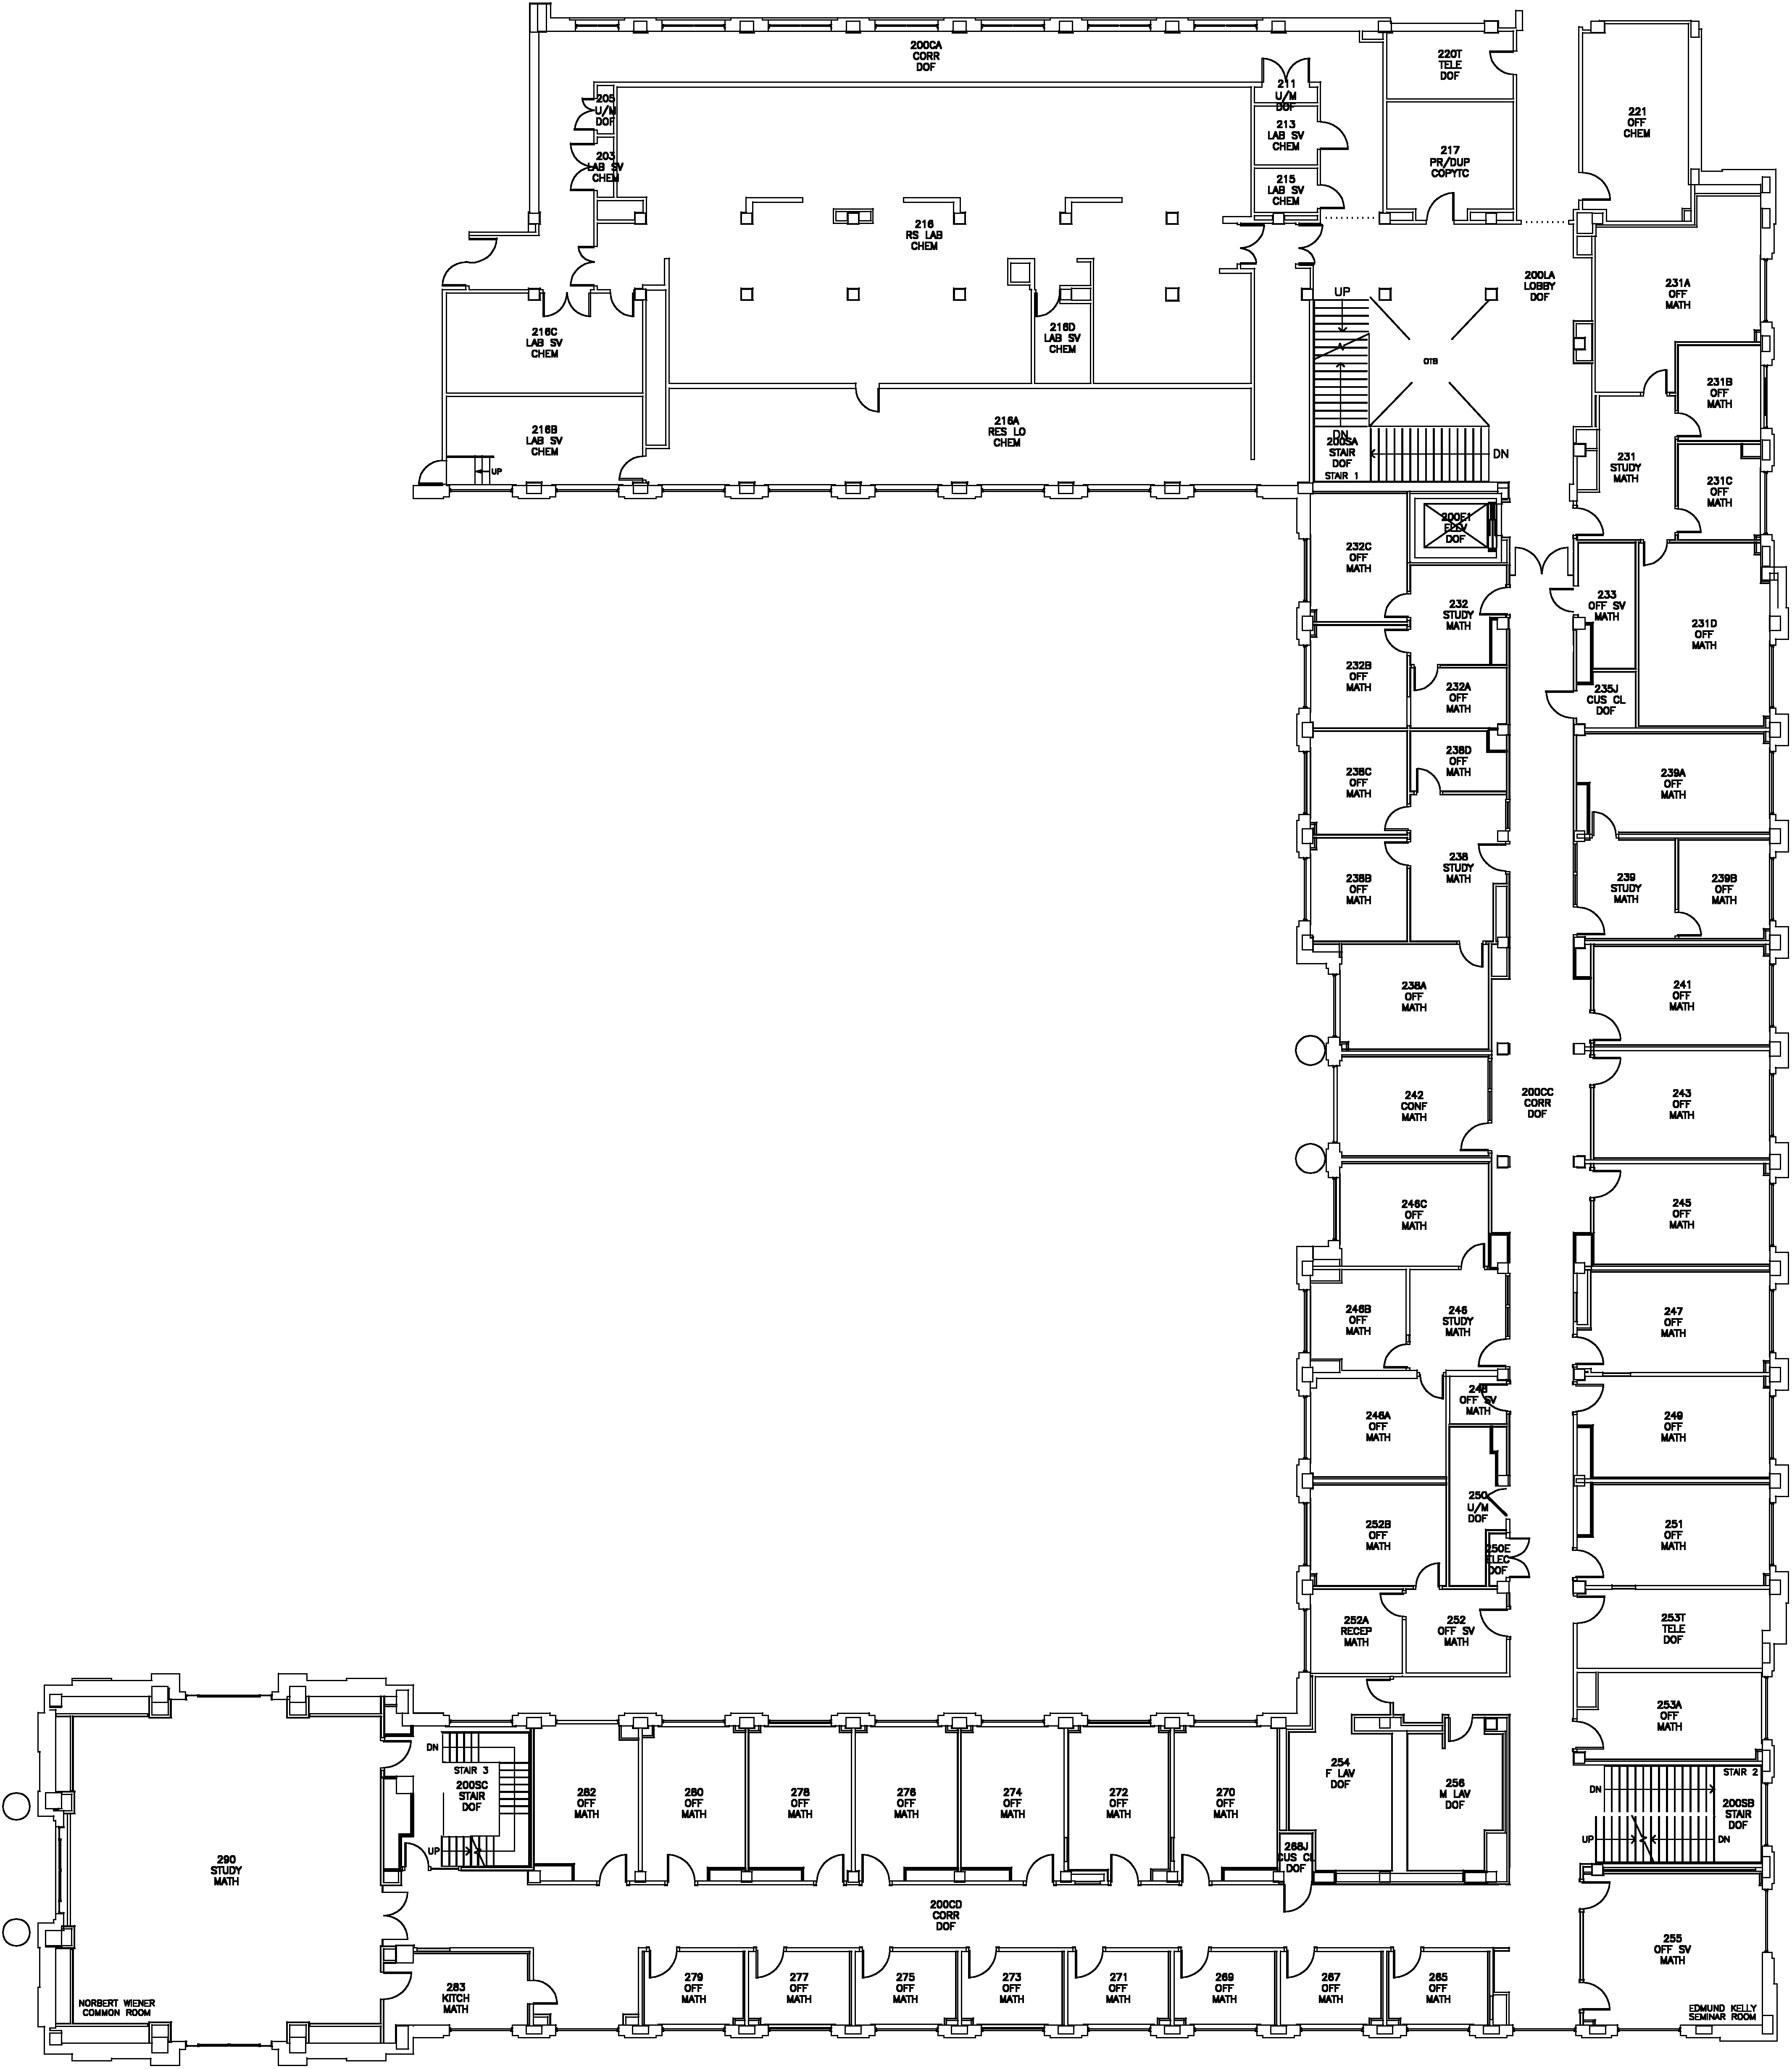 200CA
CORR
DOF
220T
TELE
DOF
205
U/M
DOF
211
U/M
DOF
213
LAB SV
CHEM
221
OFF
CHEM
203
LAB SV
CHEM
217
PR/DUP
COPYTC
215
LAB SV
CHEM
216
RS LAB
CHEM
200LA
LOBBY
DOF
231A
OFF
MATH
UP
216C
LAB SV
CHEM
216D
LAB SV
CHEM
OTB
231B
OFF
MATH
216B
LAB SV
CHEM
UP
216A
RES LO
CHEM
DN
200SA
STAIR
DOF
STAIR 1
DN
231
STUDY
MATH
231C
OFF
MATH
200E1
ELEV
DOF
232C
OFF
MATH
232
STUDY
MATH
233
OFF SV
MATH
231D
OFF
MATH
232B
OFF
MATH
232A
OFF
MATH
235J
CUS CL
DOF
238C
OFF
MATH
238D
OFF
MATH
239A
OFF
MATH
238B
OFF
MATH
238
STUDY
MATH
239
STUDY
MATH
239B
OFF
MATH
238A
OFF
MATH
241
OFF
MATH
242
CONF
MATH
200CC
CORR
DOF
243
OFF
MATH
246C
OFF
MATH
245
OFF
MATH
246B
OFF
MATH
246
STUDY
MATH
247
OFF
MATH
246A
OFF
MATH
248
OFF SV
MATH
249
OFF
MATH
252B
OFF
MATH
250
U/M
DOF
250E
ELEC
DOF
251
OFF
MATH
252A
RECEP
MATH
252
OFF SV
MATH
253T
TELE
DOF
253A
OFF
MATH
DN
STAIR 3
200SC
STAIR
DOF
UP
282
OFF
MATH
280
OFF
MATH
278
OFF
MATH
276
OFF
MATH
274
OFF
MATH
272
OFF
MATH
270
OFF
MATH
254
F LAV
DOF
256
M LAV
DOF
STAIR 2
DN
200SB
STAIR
DOF
UP
DN
268J
CUS CL
DOF
290
STUDY
MATH
200CD
CORR
DOF
255
OFF SV
MATH
283
KITCH
MATH
279
OFF
MATH
277
OFF
MATH
275
OFF
MATH
273
OFF
MATH
271
OFF
MATH
269
OFF
MATH
267
OFF
MATH
265
OFF
MATH
NORBERT WIENER
COMMON ROOM
EDMUND KELLY
SEMINAR ROOM